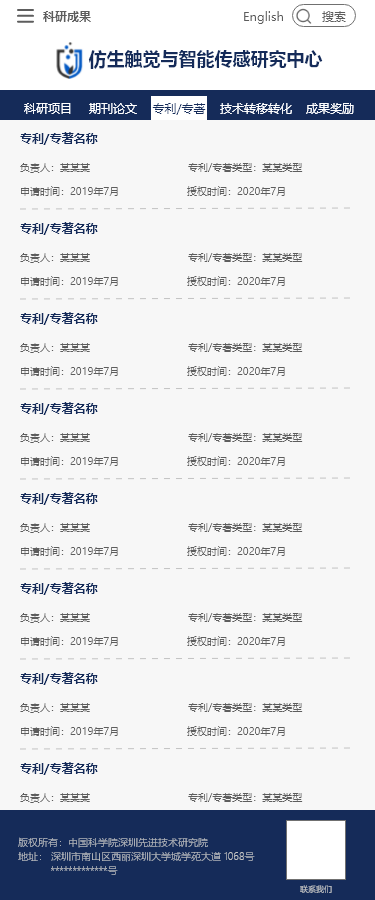 科研成果 English 搜索
仿生触觉与智能传感研究中心
科研项目 期刊论文 专利/专著 技术转移转化 成果奖励
专利/专著名称
负责人：某某某 专利/专著类型：某某类型
申请时间：2019年7月 授权时间：2020年7月
专利/专著名称
负责人：某某某 专利/专著类型：某某类型
申请时间：2019年7月 授权时间：2020年7月
专利/专著名称
负责人：某某某 专利/专著类型：某某类型
申请时间：2019年7月 授权时间：2020年7月
专利/专著名称
负责人：某某某 专利/专著类型：某某类型
申请时间：2019年7月 授权时间：2020年7月
专利/专著名称
负责人：某某某 专利/专著类型：某某类型
申请时间：2019年7月 授权时间：2020年7月
专利/专著名称
负责人：某某某 专利/专著类型：某某类型
申请时间：2019年7月 授权时间：2020年7月
专利/专著名称
负责人：某某某 专利/专著类型：某某类型
申请时间：2019年7月 授权时间：2020年7月
专利/专著名称
负责人：某某某 专利/专著类型：某某类型
版权所有：中国科学院深圳先进技术研究院
地址： 深圳市南山区西丽深圳大学城学苑大道 1068号
*************号
联系我们